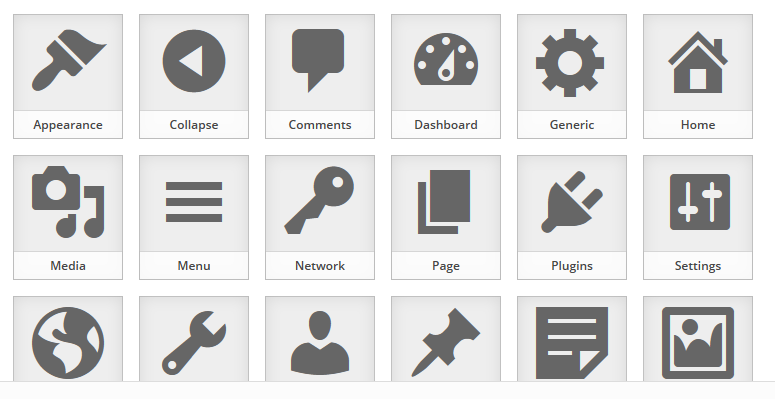 Appearance
Collapse
Comments
Dashboard
Generic
Home
Media
Menu
Network
Page
Plugins
Settings